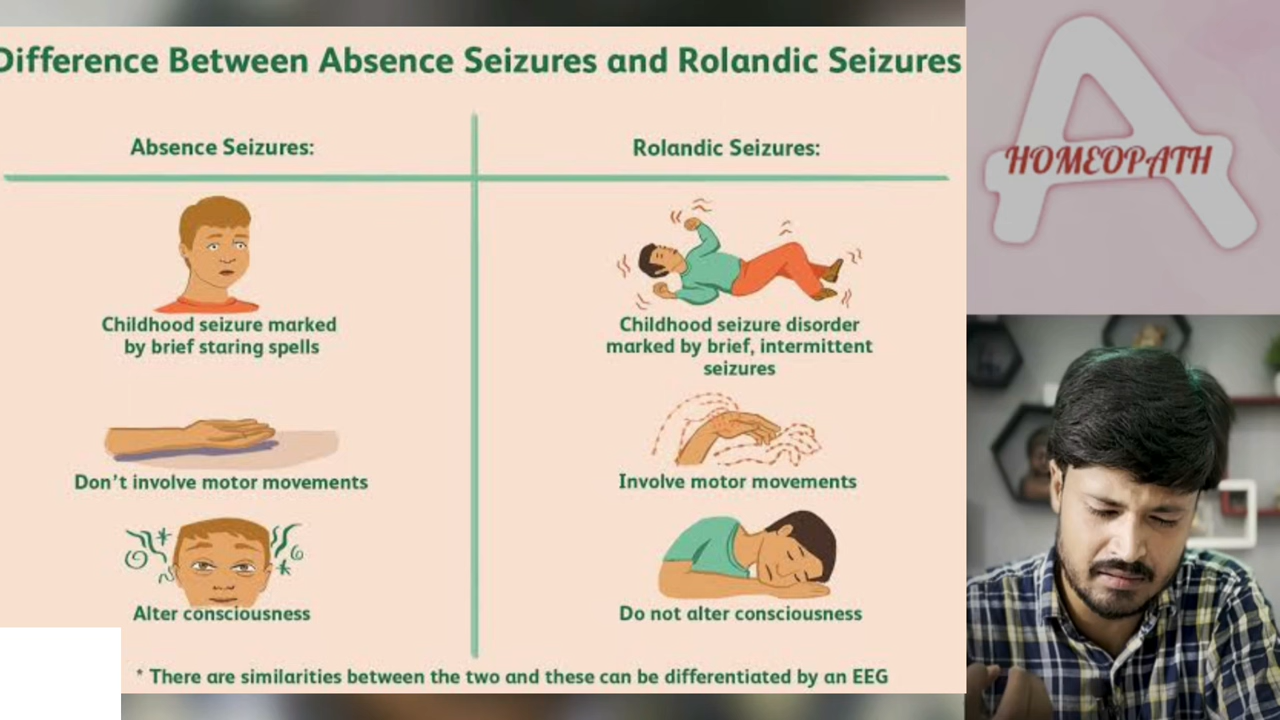 Difference Between Absence Seizures and Rolandic Seizures
Absence Seizures:
Rolandic Seizures:
Childhood seizure marked
by brief staring spells
Childhood seizure disorder
marked by brief, intermittent
seizures
Don't involve motor movements
Involve motor movements
Alter consciousness
Do not alter consciousness
* There are similarities between the two and these can be differentiated by an EEG
A
HOMEOPATH